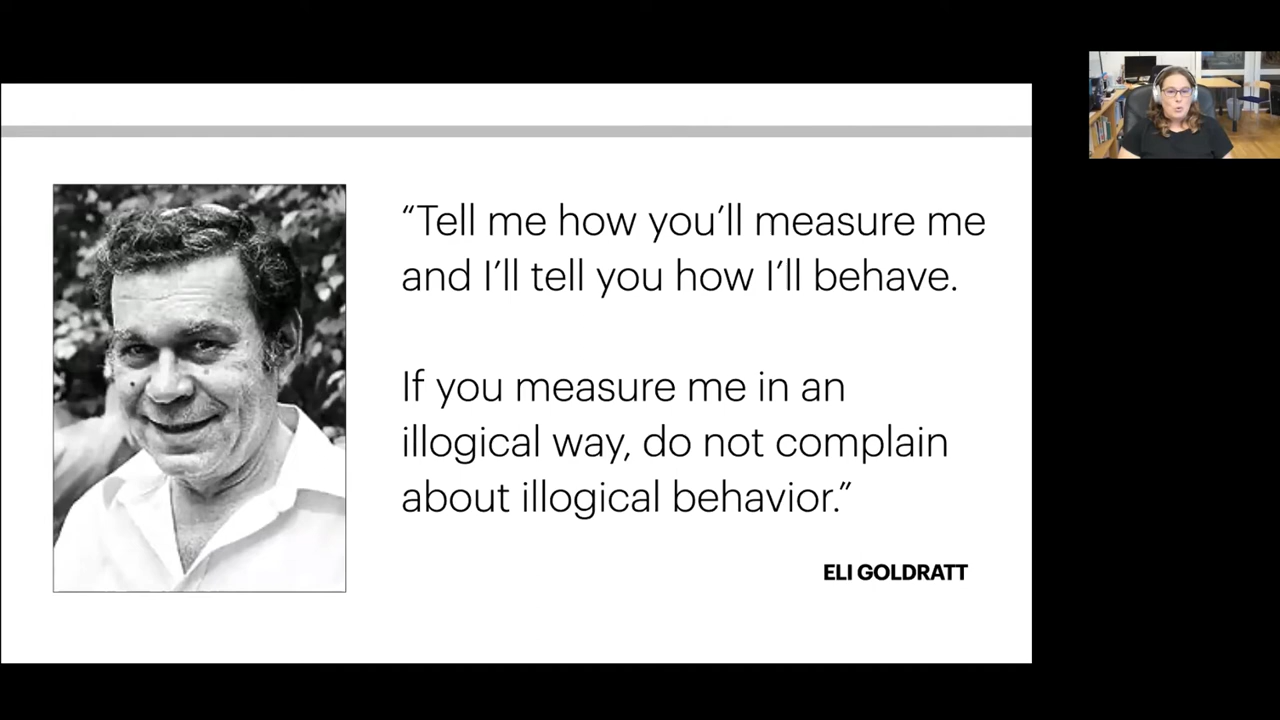 “Tell me how you’ll measure me
and I’ll tell you how I’ll behave.
If you measure me in an
illogical way, do not complain
about illogical behavior.”
ELI GOLDRATT